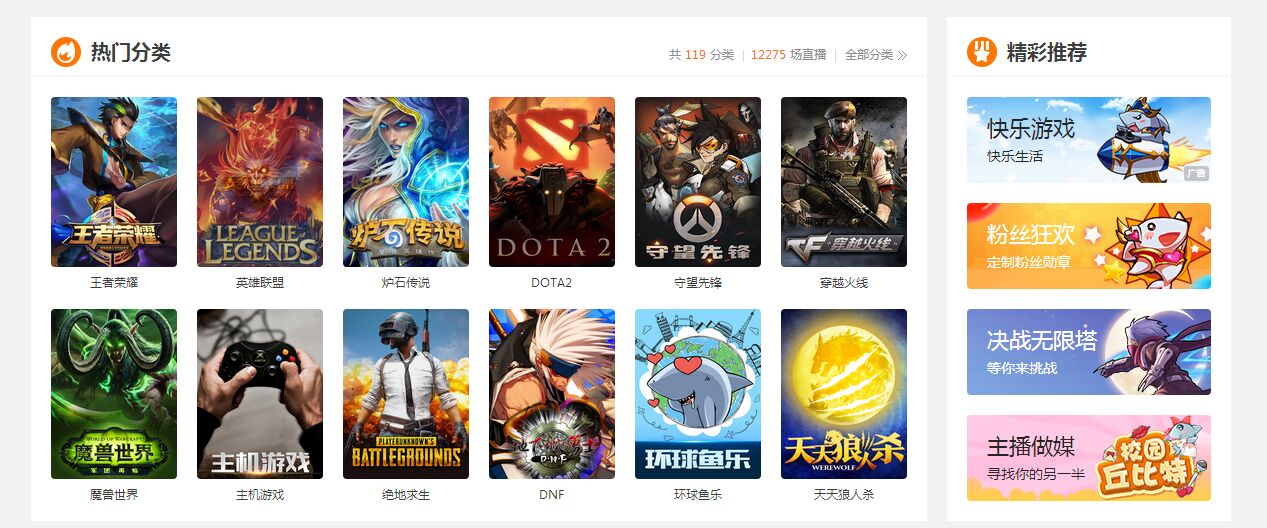 热门分类
共 119 分类 | 12275 场直播 | 全部分类 >>
王者荣耀
LEAGUE of
LEGENDS
炉石传说
DOTA 2
守望先锋
CF 穿越火线
王者荣耀
英雄联盟
炉石传说
DOTA2
守望先锋
穿越火线
WORLD OF WARCRAFT
魔兽世界
军团再临
主机游戏
PLAYERUNKNOWN'S
BATTLEGROUNDS
DNF
环球鱼乐
天天狼人杀
WEREWOLF
魔兽世界
主机游戏
绝地求生
DNF
环球鱼乐
天天狼人杀
精彩推荐
快乐游戏
快乐生活
广告
粉丝狂欢
定制粉丝勋章
决战无限塔
等你来挑战
主播做媒
寻找你的另一半
校园
丘比特